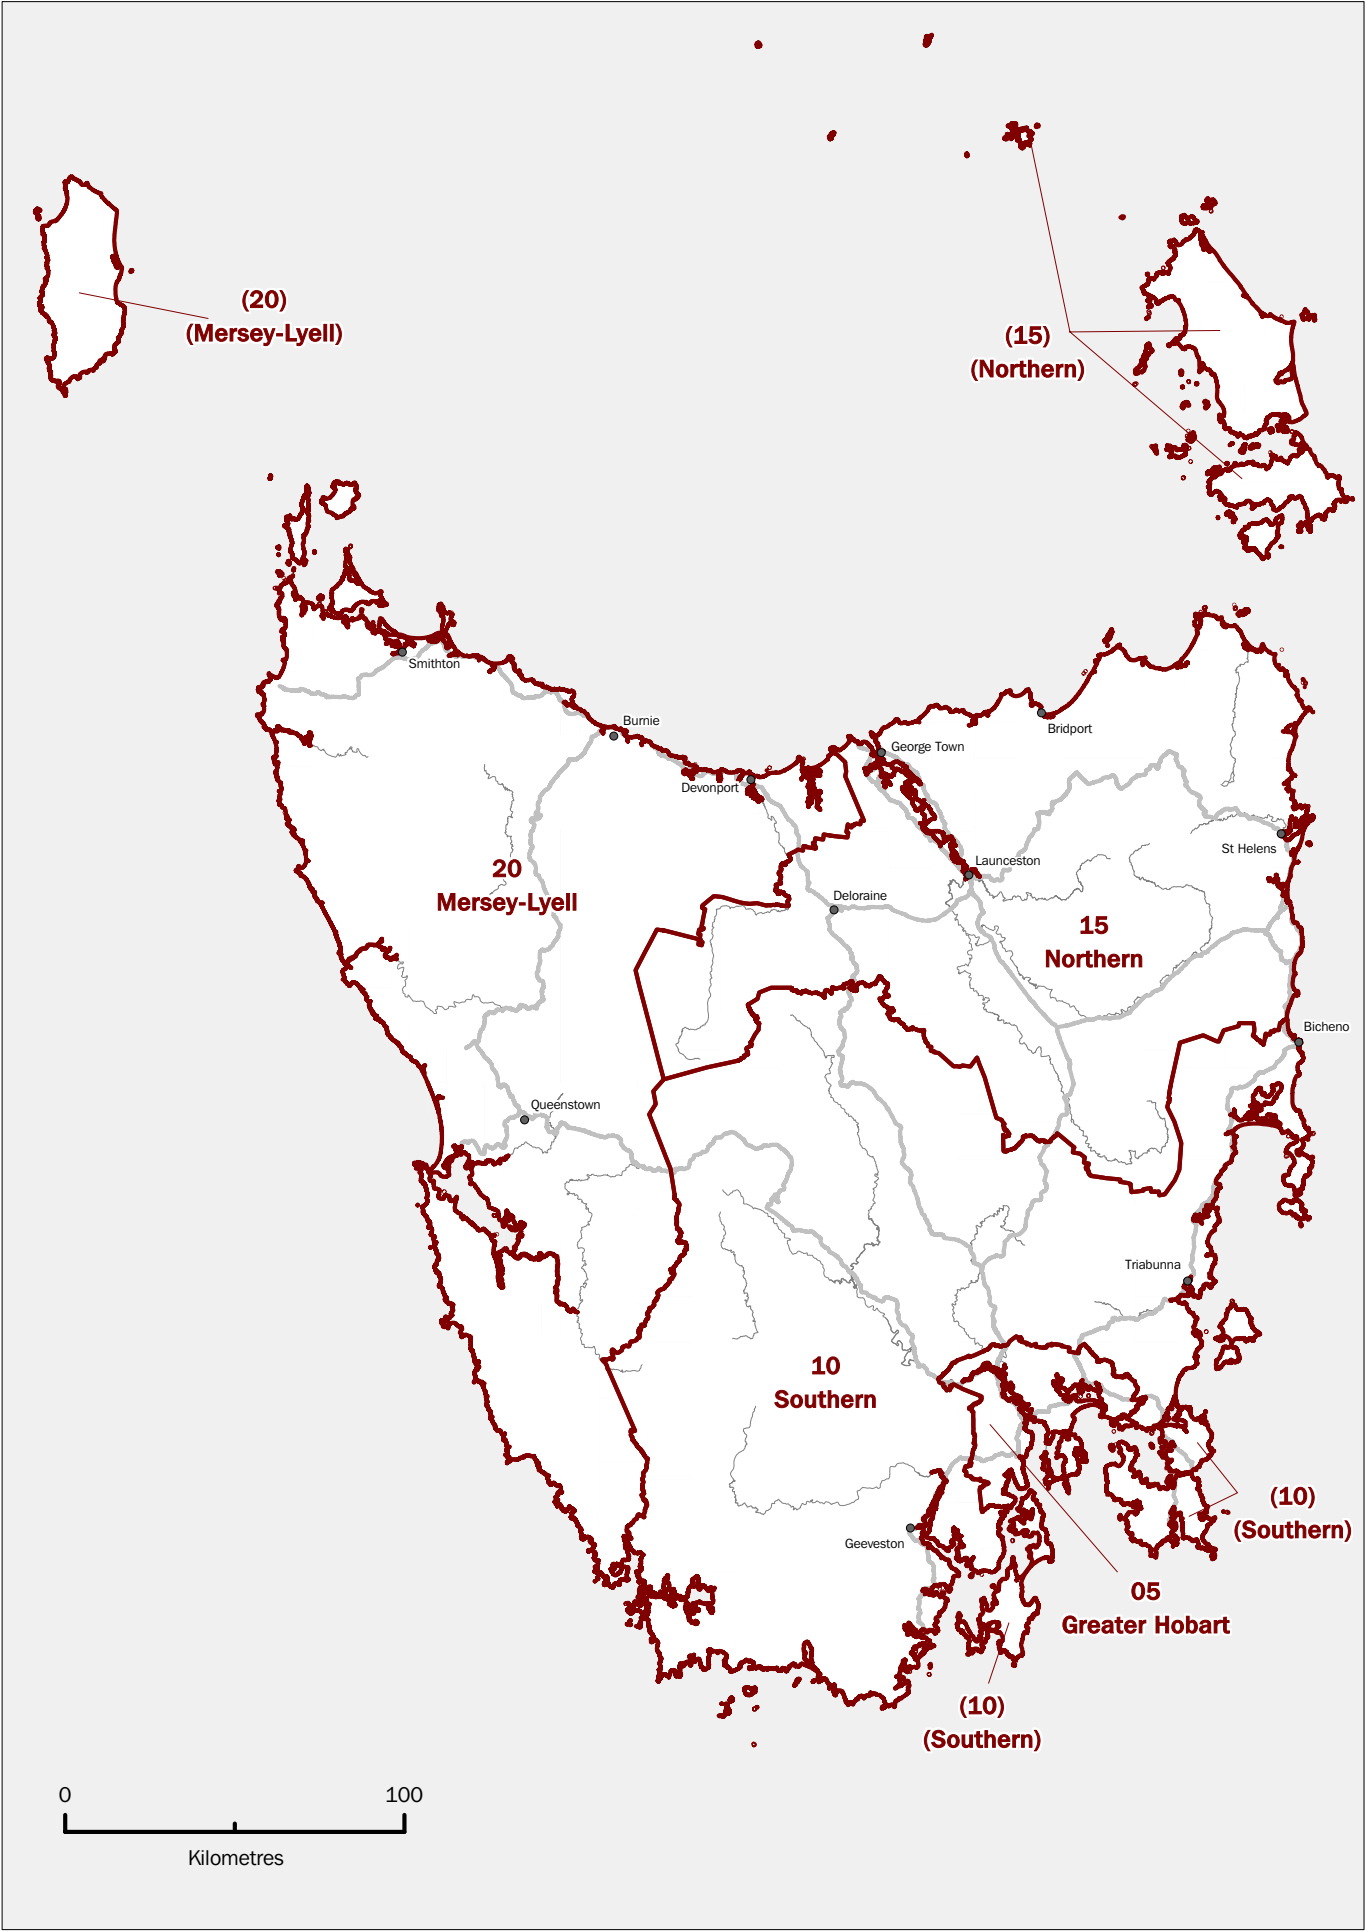 (20)
(Mersey-Lyell)
(15)
(Northern)
Smithton
Burnie
Bridport
George Town
Devonport
St Helens
Launceston
20
Mersey-Lyell
Deloraine
15
Northern
Bicheno
Queenstown
Triabunna
10
Southern
(10)
(Southern)
Geeveston
05
Greater Hobart
(10)
(Southern)
0 100
Kilometres